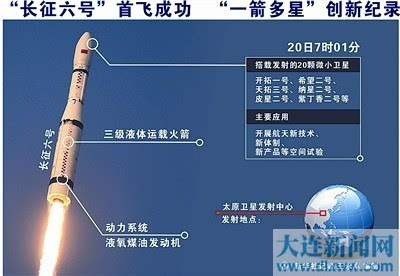 “长征六号”首飞成功 “一箭多星”创新纪录
20日7时01分
搭载发射的20颗微小卫星
开拓一号、希望二号、
天拓三号、纳星二号、
皮星二号、紫丁香二号等
主要应用
开展航天新技术、
新体制、
新产品等空间试验
长征六号
三级液体运载火箭
动力系统
液氧煤油发动机
太原卫星发射中心
发射地点:
大连新闻网